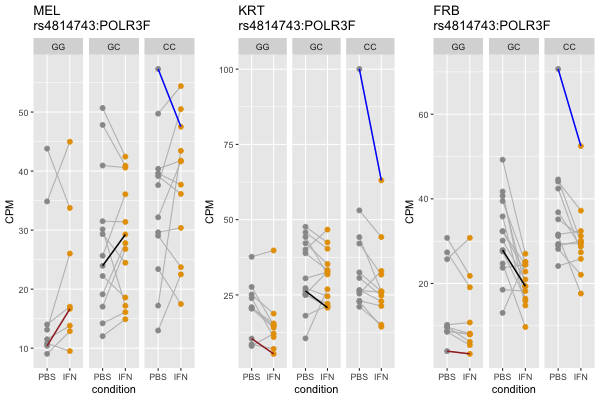 MEL
rs4814743:POLR3F
GG GC CC
CPM
50
40
30
20
10
PBS IFN PBS IFN PBS IFN
condition
KRT
rs4814743:POLR3F
GG GC CC
CPM
100
75
50
25
PBS IFN PBS IFN PBS IFN
condition
FRB
rs4814743:POLR3F
GG GC CC
CPM
60
40
20
PBS IFN PBS IFN PBS IFN
condition